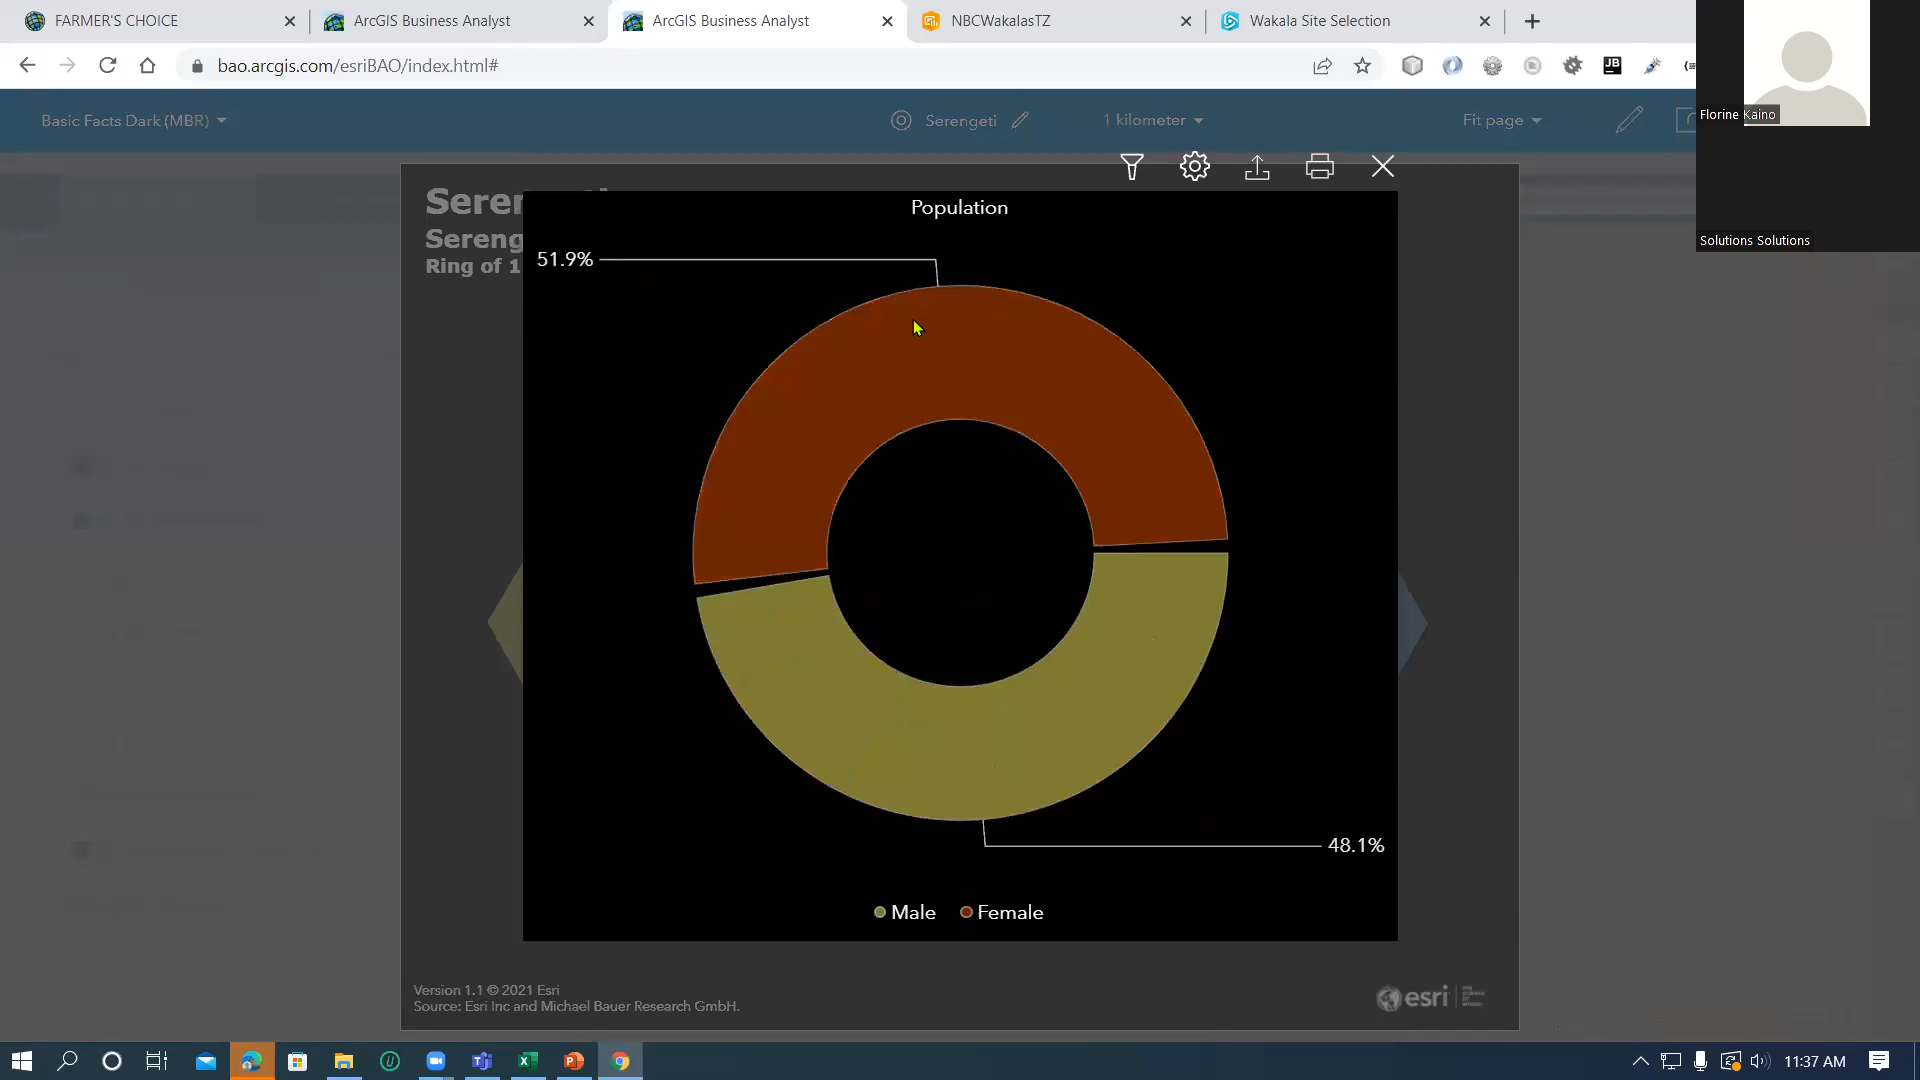 FARMER'S CHOICE
ArcGIS Business Analyst
ArcGIS Business Analyst
NBCWakalasTZ
Wakala Site Selection
bao.arcgis.com/esriBAO/index.html#
Florine Kaino
Basic Facts Dark (MBR)
Serengeti
1 kilometer
Fit page
Population
Ring of 1
51.9%
Solutions Solutions
48.1%
Male
Female
Version 1.1 © 2021 Esri
Source: Esri Inc and Michael Bauer Research GmbH.
esri
11:37 AM